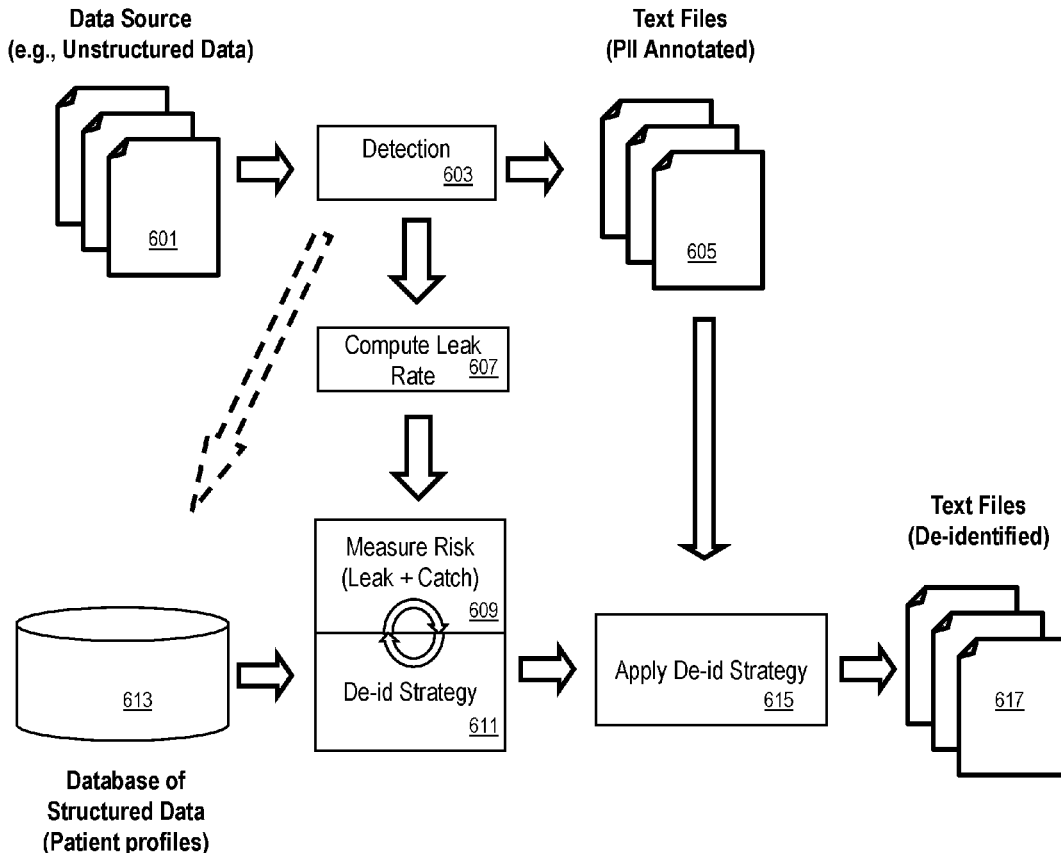 Data Source
(e.g., Unstructured Data)
Text Files
(PII Annotated)
601
Detection
603
605
Compute Leak
Rate
607
Measure Risk
(Leak + Catch)
609
De-id Strategy
611
613
Database of
Structured Data
(Patient profiles)
Apply De-id Strategy
615
Text Files
(De-identified)
617